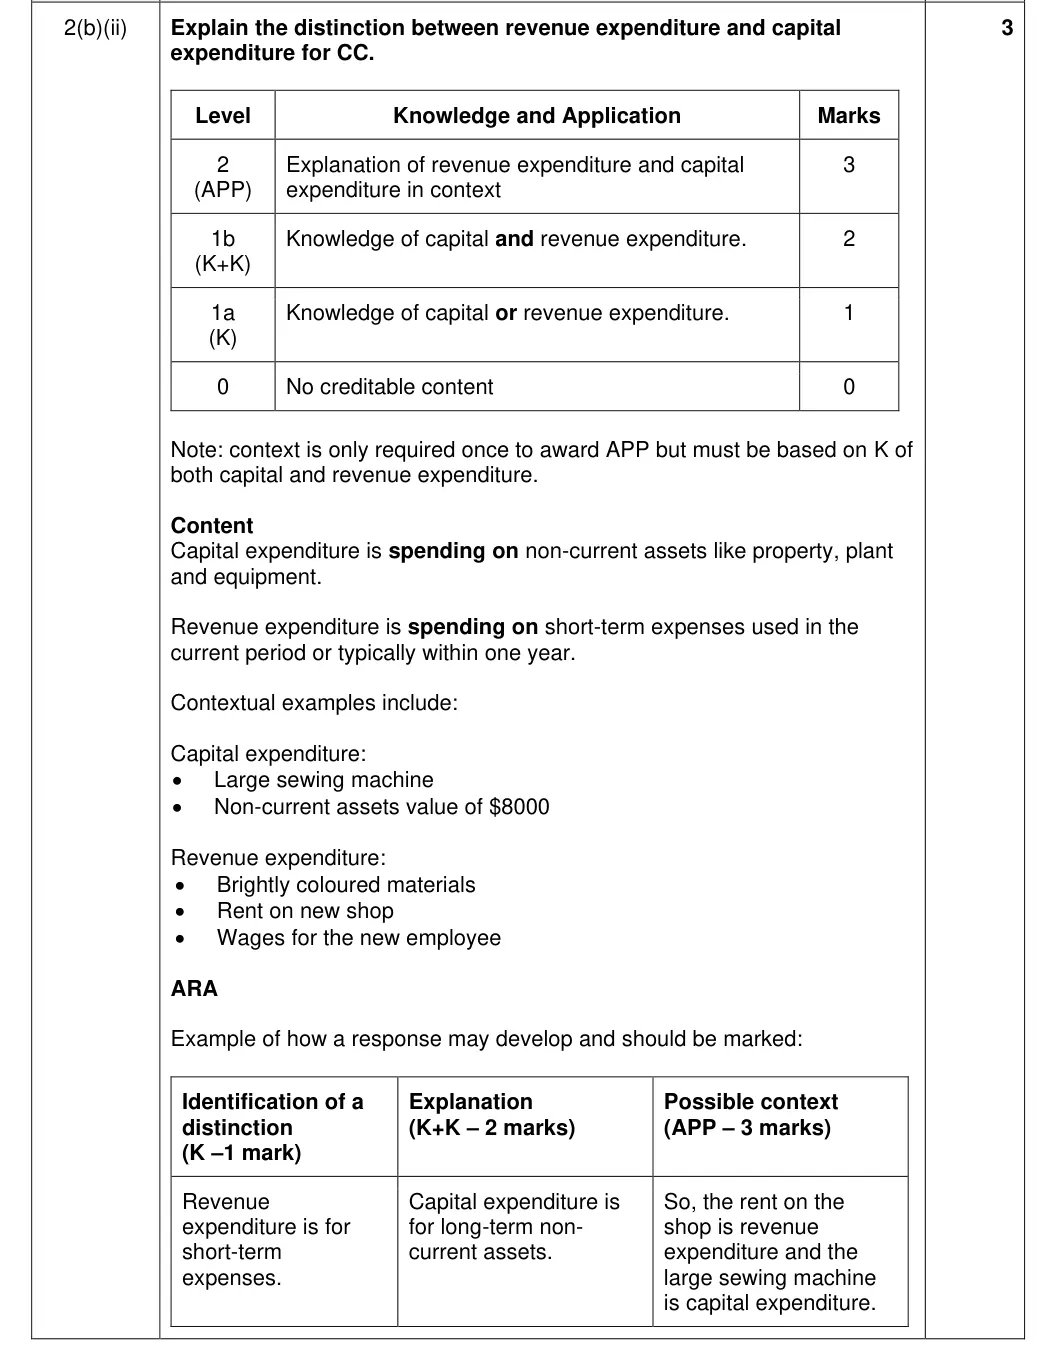 2(b)(ii)
Explain the distinction between revenue expenditure and capital
expenditure for CC.
3
Level
Knowledge and Application
Marks
2
(APP)
Explanation of revenue expenditure and capital
expenditure in context
3
1b
(K+K)
Knowledge of capital and revenue expenditure.
2
1a
(K)
Knowledge of capital or revenue expenditure.
1
0
No creditable content
0
Note: context is only required once to award APP but must be based on K of
both capital and revenue expenditure.
Content
Capital expenditure is spending on non-current assets like property, plant
and equipment.
Revenue expenditure is spending on short-term expenses used in the
current period or typically within one year.
Contextual examples include:
Capital expenditure:
• Large sewing machine
• Non-current assets value of $8000
Revenue expenditure:
• Brightly coloured materials
• Rent on new shop
• Wages for the new employee
ARA
Example of how a response may develop and should be marked:
Identification of a
distinction
(K –1 mark)
Explanation
(K+K – 2 marks)
Possible context
(APP – 3 marks)
Revenue
expenditure is for
short-term
expenses.
Capital expenditure is
for long-term non-
current assets.
So, the rent on the
shop is revenue
expenditure and the
large sewing machine
is capital expenditure.